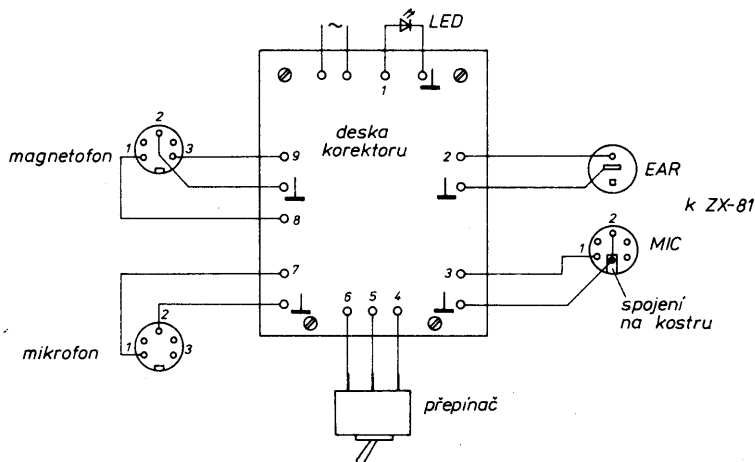 ~
LED
1
2
1
3
magnetofon
9
8
deska
korektoru
2
EAR
k ZX-81
2
1
MIC
3
7
spojení
na kostru
2
1
3
mikrofon
6
5
4
přepínač